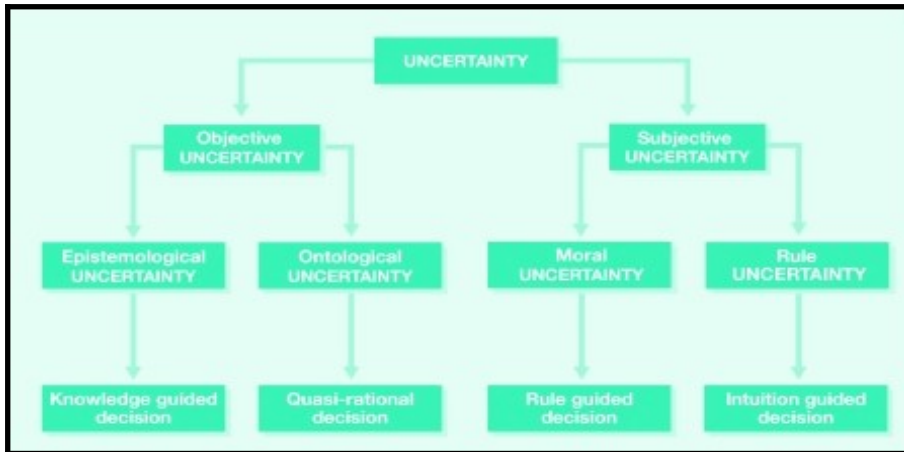 UNCERTAINTY
Objective
UNCERTAINTY
Subjective
UNCERTAINTY
Epistemological
UNCERTAINTY
Ontological
UNCERTAINTY
Moral
UNCERTAINTY
Rule
UNCERTAINTY
Knowledge guided
decision
Quasi-rational
decision
Rule guided
decision
Intuition guided
decision